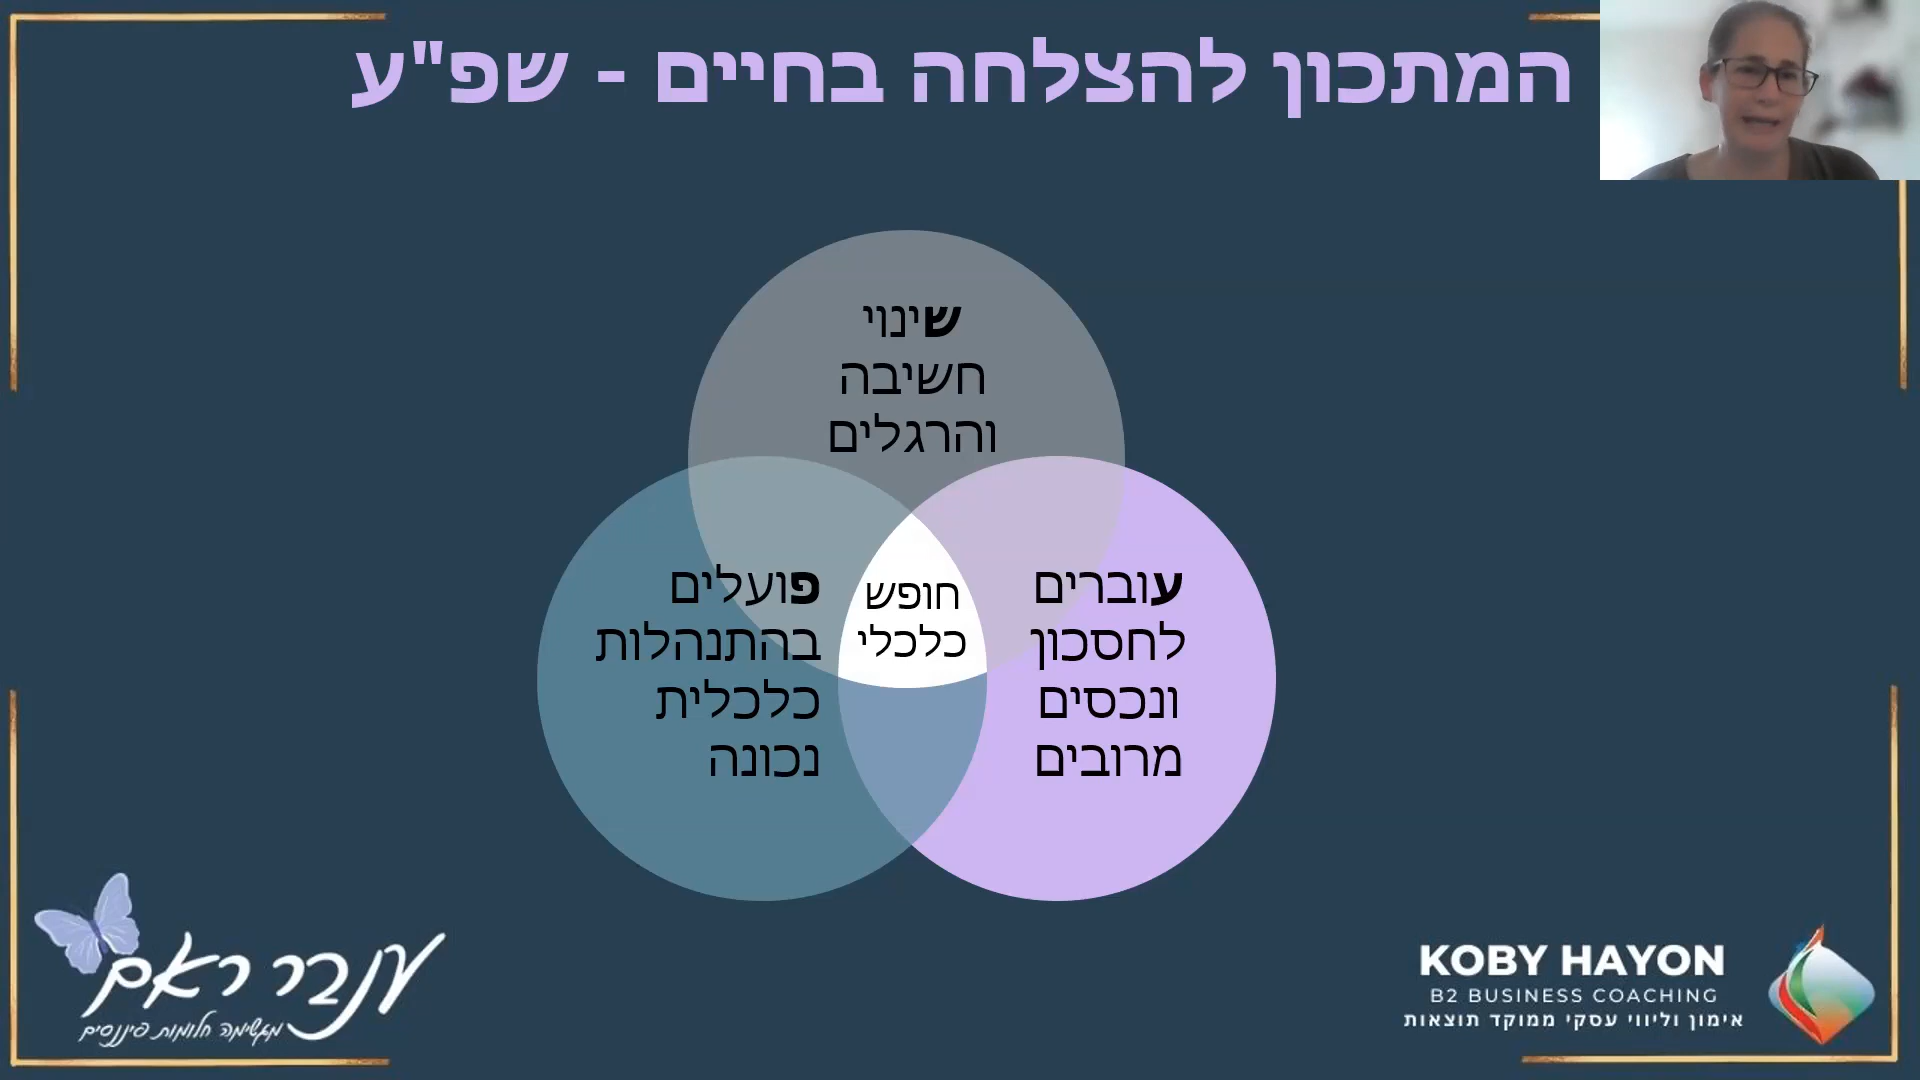 המתכון להצלחה בחיים - שפ"ע
שינוי
חשיבה
והרגלים
עוברים
לחסכון
ונכסים
מרובים
חופש
כלכלי
פועלים
בהתנהלות
כלכלית
נכונה
ענבר ראם
מגשימה חלומות פיננסים
KOBY HAYON
B2 BUSINESS COACHING
אימון וליווי עסקי ממוקד תוצאות